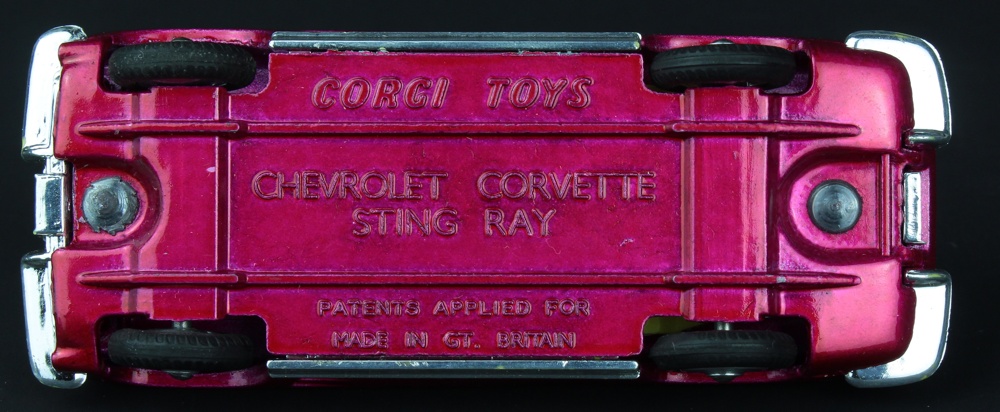 CORGI TOYS
CHEVROLET CORVETTE
STING RAY
PATENTS APPLIED FOR
MADE IN GT. BRITAIN